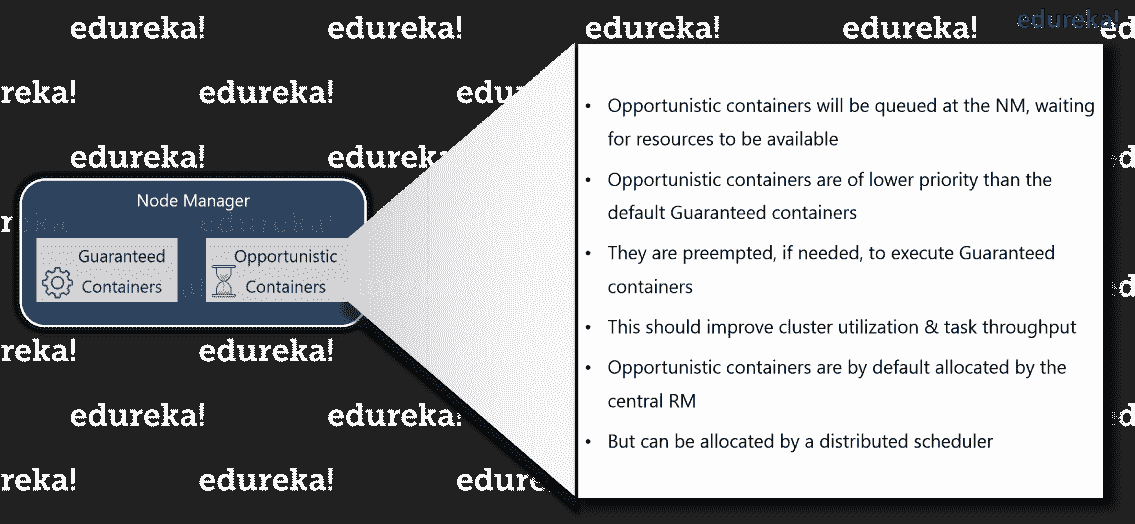 edureka! edureka! edureka! edureka! ed
edureka!
reka! edureka! edu
edureka! edureka!
Node Manager
Guaranteed
Containers
Opportunistic
Containers
• Opportunistic containers will be queued at the NM, waiting
for resources to be available
• Opportunistic containers are of lower priority than the
default Guaranteed containers
• They are preempted, if needed, to execute Guaranteed
containers
• This should improve cluster utilization & task throughput
• Opportunistic containers are by default allocated by the
central RM
• But can be allocated by a distributed scheduler
reka! edureka!
edureka! edureka!
reka! edureka! edure